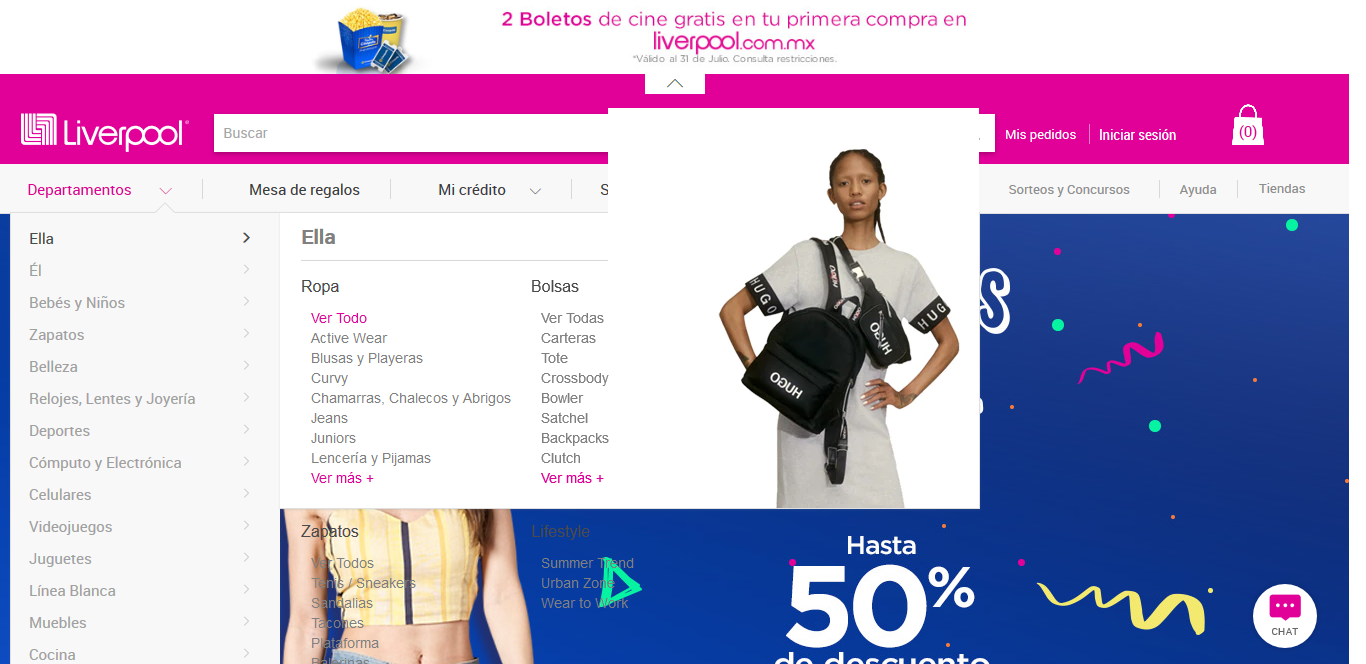 2 Boletos de cine gratis en tu primera compra en
liverpool.com.mx
*Válido al 31 de Julio. Consulta restricciones.
Liverpool
Buscar
Mis pedidos
Iniciar sesión
(0)
Departamentos
Mesa de regalos
Mi crédito
S
Sorteos y Concursos
Ayuda
Tiendas
Ella
Él
Bebés y Niños
Zapatos
Belleza
Relojes, Lentes y Joyería
Deportes
Cómputo y Electrónica
Celulares
Videojuegos
Juguetes
Línea Blanca
Muebles
Cocina
Ella
Ropa
Ver Todo
Active Wear
Blusas y Playeras
Curvy
Chamarras, Chalecos y Abrigos
Jeans
Juniors
Lencería y Pijamas
Ver más +
Bolsas
Ver Todas
Carteras
Tote
Crossbody
Bowler
Satchel
Backpacks
Clutch
Ver más +
Zapatos
Ver Todos
Tenis / Sneakers
Sandalias
Tacones
Plataforma
Balerinas
Lifestyle
Summer Trend
Urban Zone
Wear to Work
HUGO
HUGO
HUGO
HUGO
HUGO
Hasta
50%
de descuento
CHAT